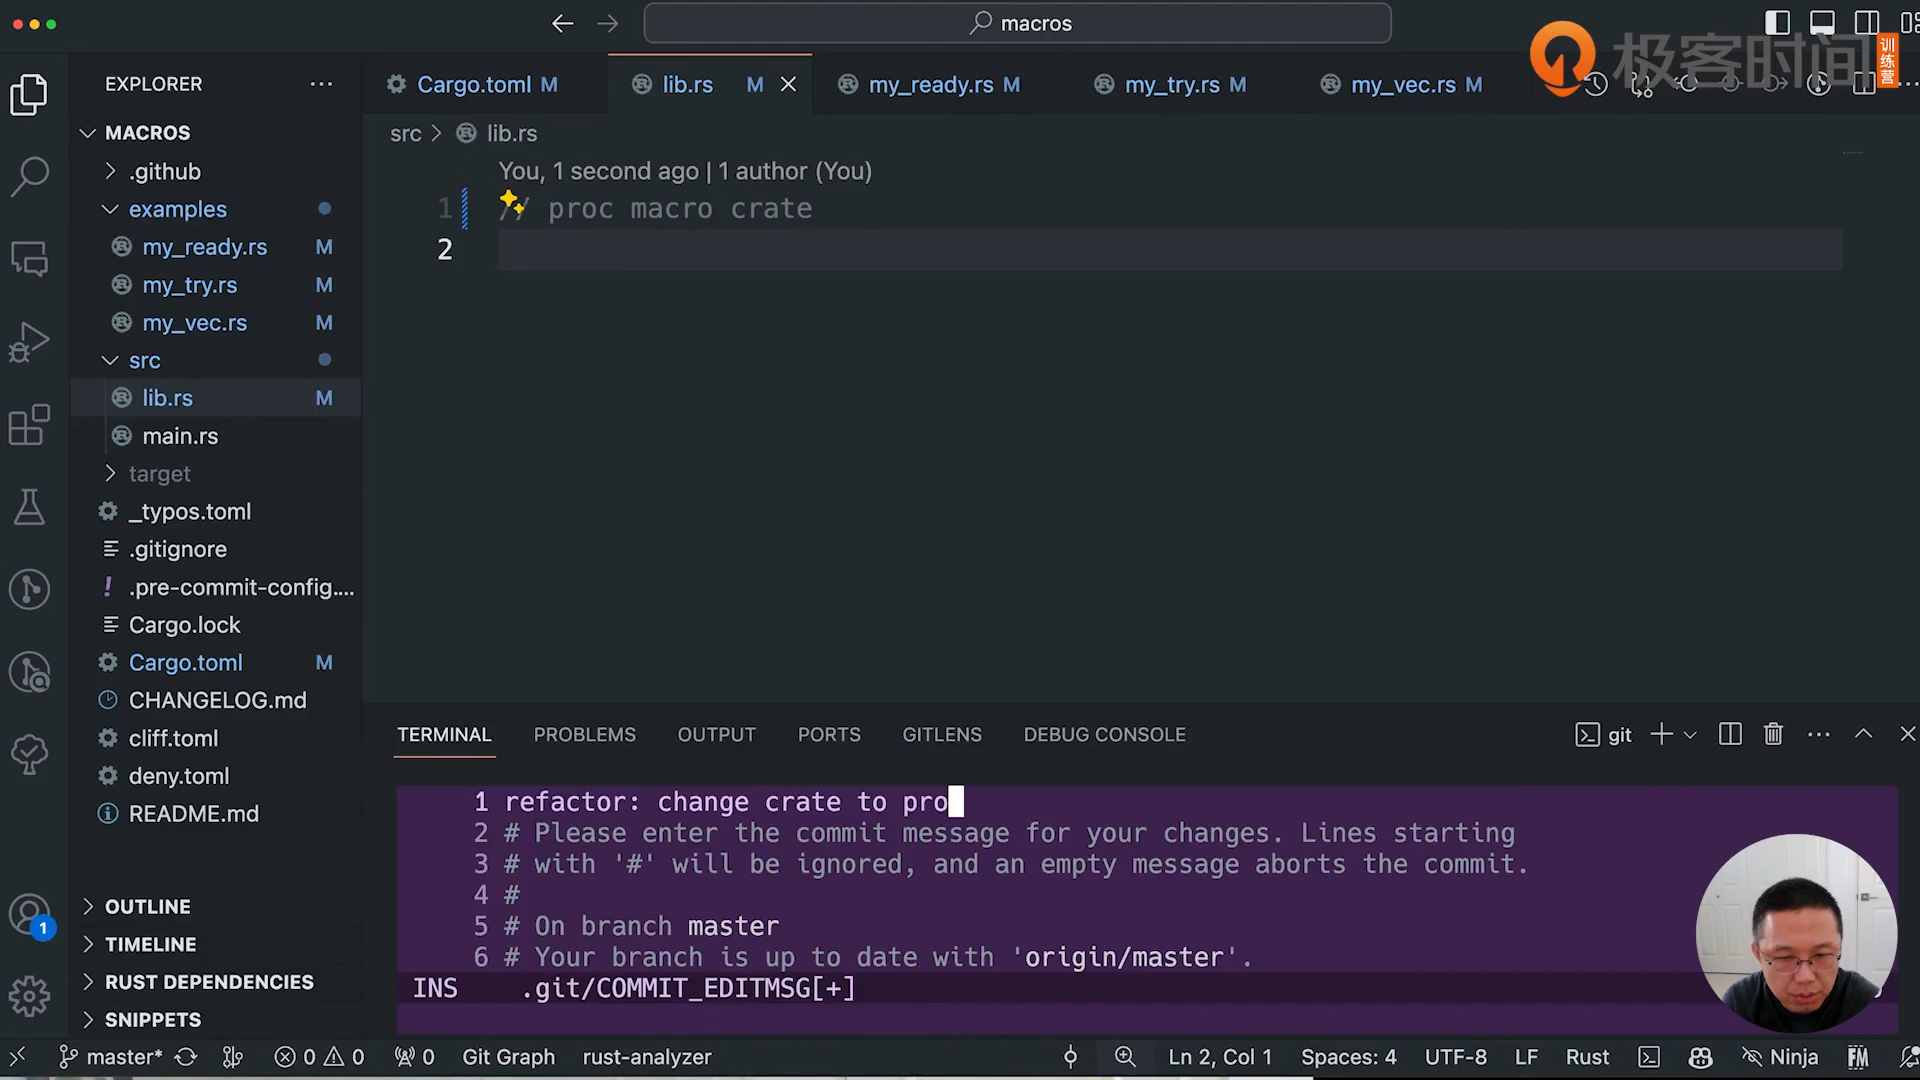 macros
极客时间
训练营
EXPLORER
MACROS
.github
examples
my_ready.rs M
my_try.rs M
my_vec.rs M
src
lib.rs M
main.rs
target
_typos.toml
.gitignore
.pre-commit-config....
Cargo.lock
Cargo.toml M
CHANGELOG.md
cliff.toml
deny.toml
README.md
OUTLINE
TIMELINE
RUST DEPENDENCIES
SNIPPETS
1
Cargo.toml M
lib.rs M
my_ready.rs M
my_try.rs M
my_vec.rs M
src > lib.rs
You, 1 second ago | 1 author (You)
1 // proc macro crate
2
TERMINAL PROBLEMS OUTPUT PORTS GITLENS DEBUG CONSOLE
git
1 refactor: change crate to pro
2 # Please enter the commit message for your changes. Lines starting
3 # with '#' will be ignored, and an empty message aborts the commit.
4 #
5 # On branch master
6 # Your branch is up to date with 'origin/master'.
INS .git/COMMIT_EDITMSG[+]
master* 0 0 0 Git Graph rust-analyzer Ln 2, Col 1 Spaces: 4 UTF-8 LF Rust Ninja FM